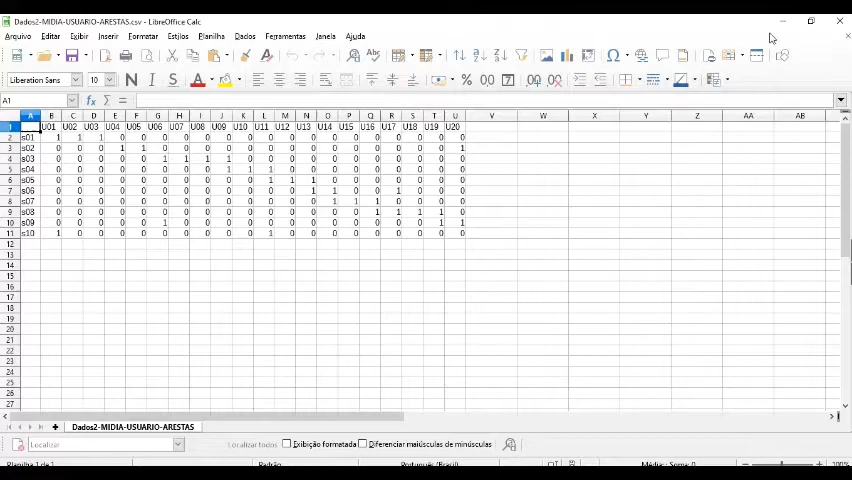 Dados2-MIDIA-USUARIO-ARESTAS.csv - LibreOffice Calc
Arquivo Editar Exibir Inserir Formatar Estilos Planilha Dados Ferramentas Janela Ajuda
Liberation Sans 10 N I S
A1
A B C D E F G H I J K L M N O P Q R S T U V W X Y Z AA AB
1 U01 U02 U03 U04 U05 U06 U07 U08 U09 U10 U11 U12 U13 U14 U15 U16 U17 U18 U19 U20
2 s01 1 1 1 0 0 0 0 0 0 0 0 0 0 0 0 0 0 0 0 0
3 s02 0 0 0 1 1 0 0 0 0 0 0 0 0 0 0 0 0 0 0 1
4 s03 0 0 0 0 0 1 1 1 1 0 0 0 0 0 0 0 0 0 0 0
5 s04 0 0 0 0 0 0 0 0 1 1 1 0 0 0 0 0 0 0 0 0
6 s05 0 0 0 0 0 0 0 0 0 0 1 1 1 0 0 0 0 0 0 0
7 s06 0 0 0 0 0 0 0 0 0 0 0 0 1 1 0 0 1 0 0 0
8 s07 0 0 0 0 0 0 0 0 0 0 0 0 0 1 1 1 0 0 0 0
9 s08 0 0 0 0 0 0 0 0 0 0 0 0 0 0 0 1 1 1 1 0
10 s09 0 0 0 0 0 1 0 0 0 0 0 0 0 0 0 0 0 0 1 1
11 s10 1 0 0 0 0 0 0 0 0 0 1 0 0 0 0 0 0 0 0 0
12
13
14
15
16
17
18
19
20
21
22
23
24
25
26
27
Dados2-MIDIA-USUARIO-ARESTAS
Localizar Localizar todos Exibição formatada Diferenciar maiúsculas de minúsculas
Planilha 1 de 1 Padrão Português (Brasil) Média: ; Soma: 0 100%